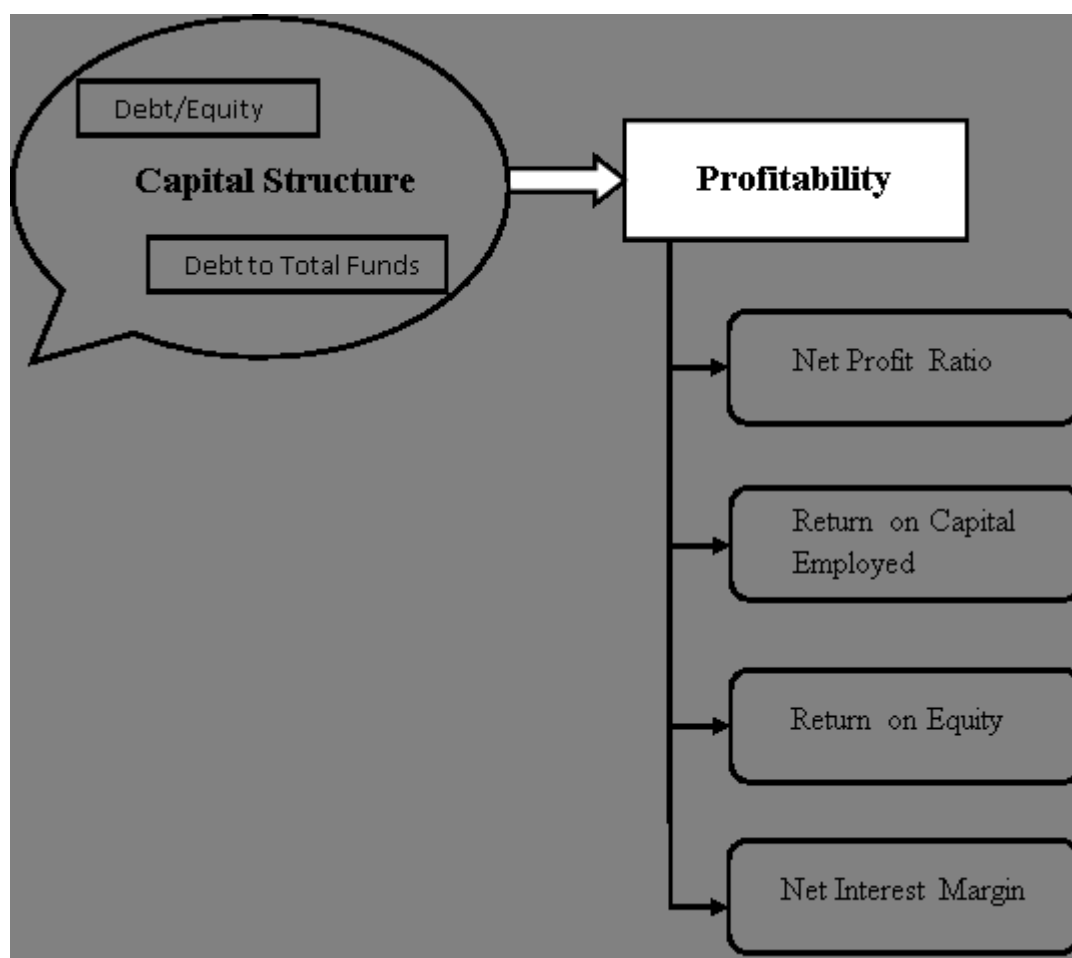 Debt/Equity
Capital Structure
Debt to Total Funds
Profitability
Net Profit Ratio
Return on Capital
Employed
Return on Equity
Net Interest Margin